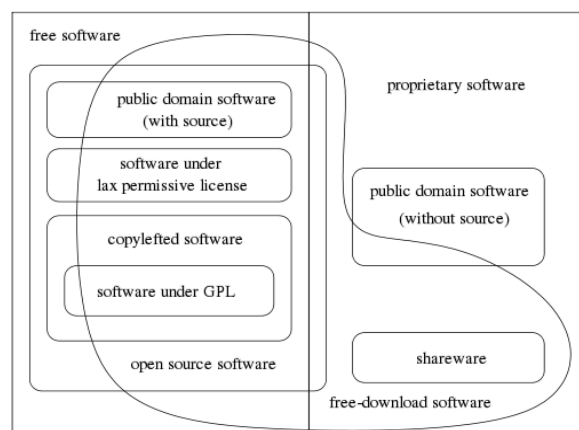 free software
public domain software
(with source)
software under
lax permissive license
copylefted software
software under GPL
open source software
proprietary software
public domain software
(without source)
shareware
free-download software